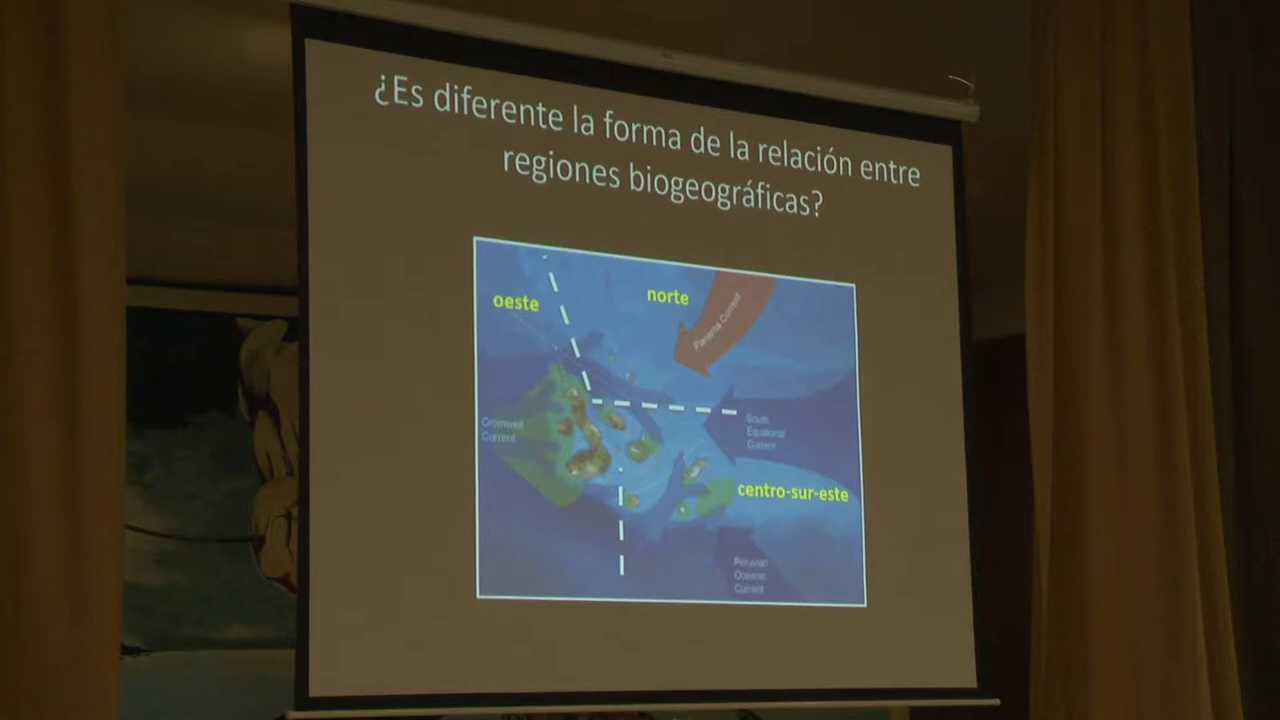 ¿Es diferente la forma de la relación entre
regiones biogeográficas?
oeste
norte
Panama Current
Cromwell
Current
South
Equatorial
Current
centro-sur-este
Peruvian
Oceanic
Current